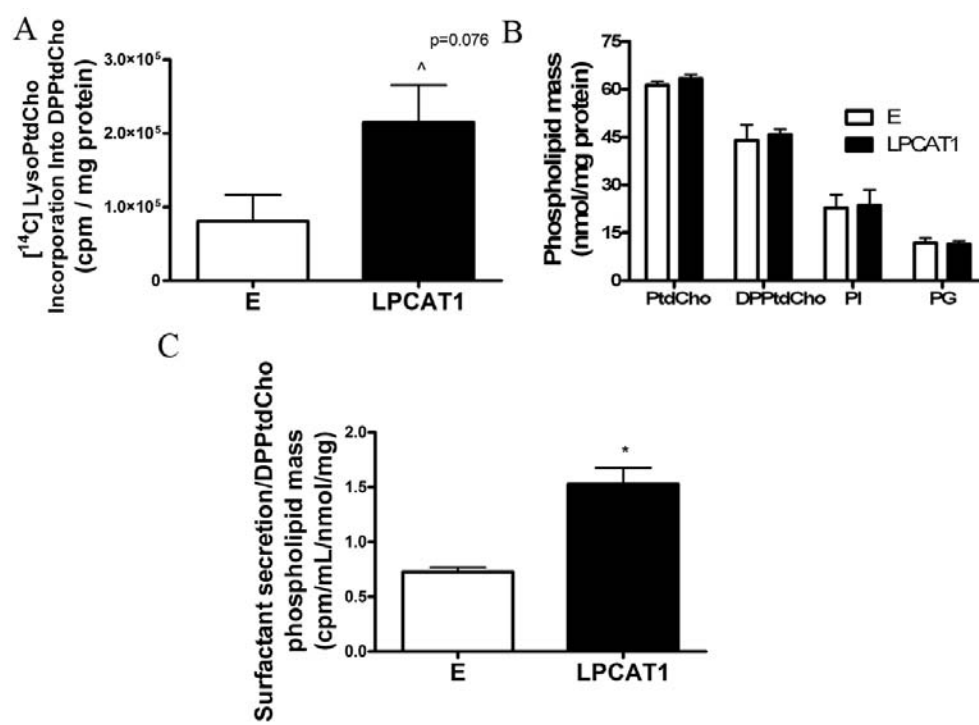 A
[¹⁴C] LysoPtdCho
Incorporation Into DPPtdCho
(cpm / mg protein)
p=0.076
^
3.0×10⁵
2.0×10⁵
1.0×10⁵
0
E
LPCAT1
B
Phospholipid mass
(nmol/mg protein)
75
60
45
30
15
0
E
LPCAT1
PtdCho
DPPtdCho
PI
PG
C
Surfactant secretion/DPPtdCho
phospholipid mass
(cpm/mL/nmol/mg)
2.0
1.5
1.0
0.5
0.0
*
E
LPCAT1